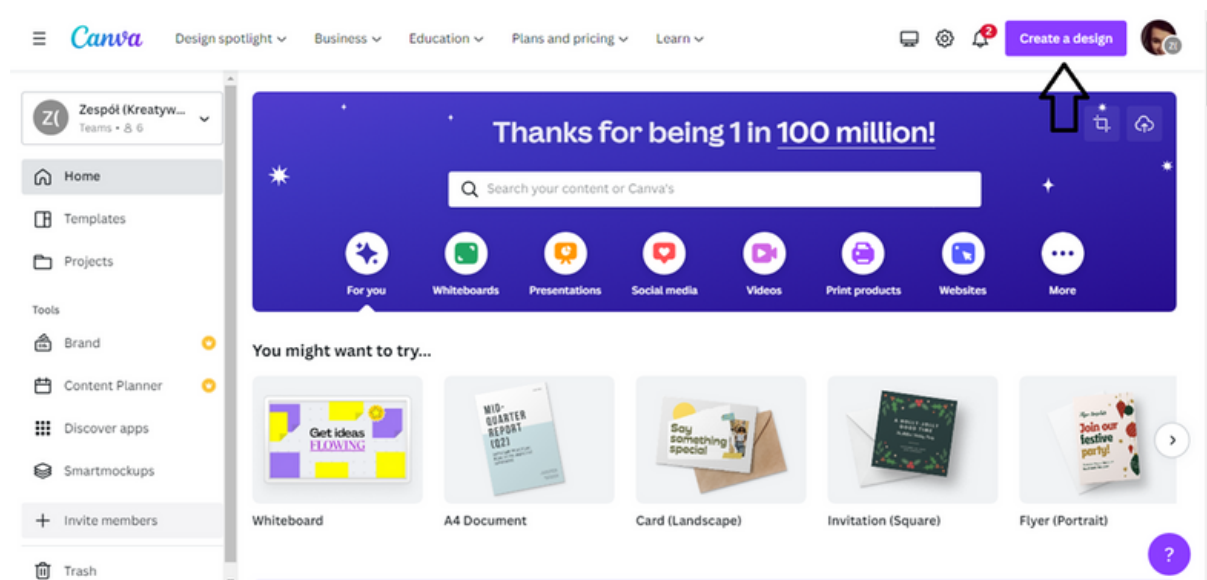 Canva
Design spotlight
Business
Education
Plans and pricing
Learn
2
Create a design
Z(
Z(
Zespół (Kreatyw...
Teams • 6
Home
Templates
Projects
Tools
Brand
Content Planner
Discover apps
Smartmockups
Invite members
Trash
Thanks for being 1 in 100 million!
Search your content or Canva's
For you
Whiteboards
Presentations
Social media
Videos
Print products
Websites
More
You might want to try...
Get ideas
FLOWING
MID-
QUARTER
REPORT
(Q2)
Say
something
special
A HOLLY JOLLY
GOOD TIME
Join our
festive
party!
Whiteboard
A4 Document
Card (Landscape)
Invitation (Square)
Flyer (Portrait)
?